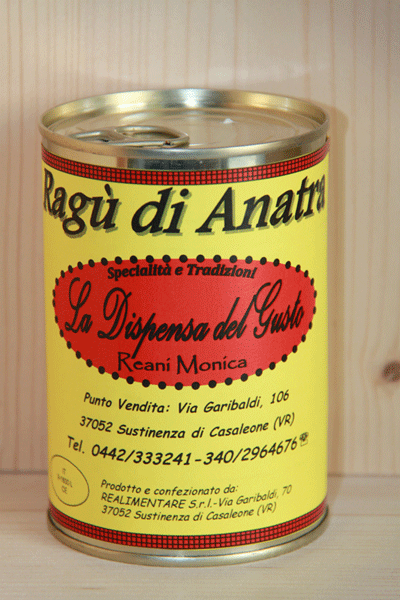 Ragù di Anatra
Specialità e Tradizioni
La Dispensa del Gusto
Reani Monica
Punto Vendita: Via Garibaldi, 106
37052 Sustinenza di Casaleone (VR)
Tel. 0442/333241-340/2964676
IT
CE
Prodotto e confezionato da:
REALIMENTARE S.r.l.-Via Garibaldi, 70
37052 Sustinenza di Casaleone (VR)